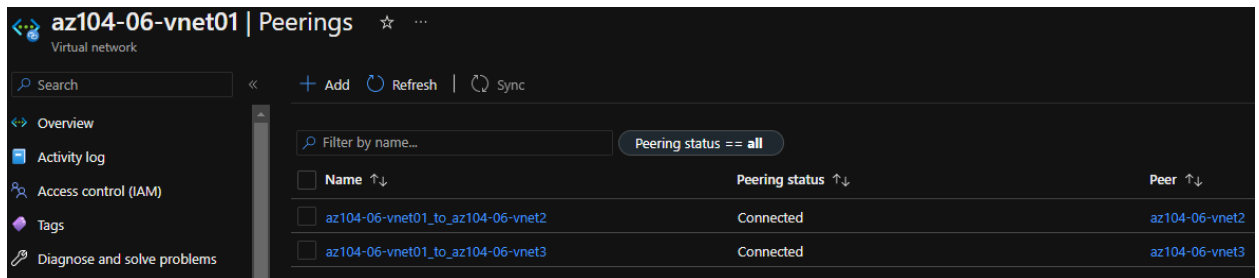 az104-06-vnet01 | Peerings
Virtual network
Search
Overview
Activity log
Access control (IAM)
Tags
Diagnose and solve problems
Add Refresh | Sync
Filter by name...
Peering status == all
Name Peering status Peer
az104-06-vnet01_to_az104-06-vnet2 Connected az104-06-vnet2
az104-06-vnet01_to_az104-06-vnet3 Connected az104-06-vnet3